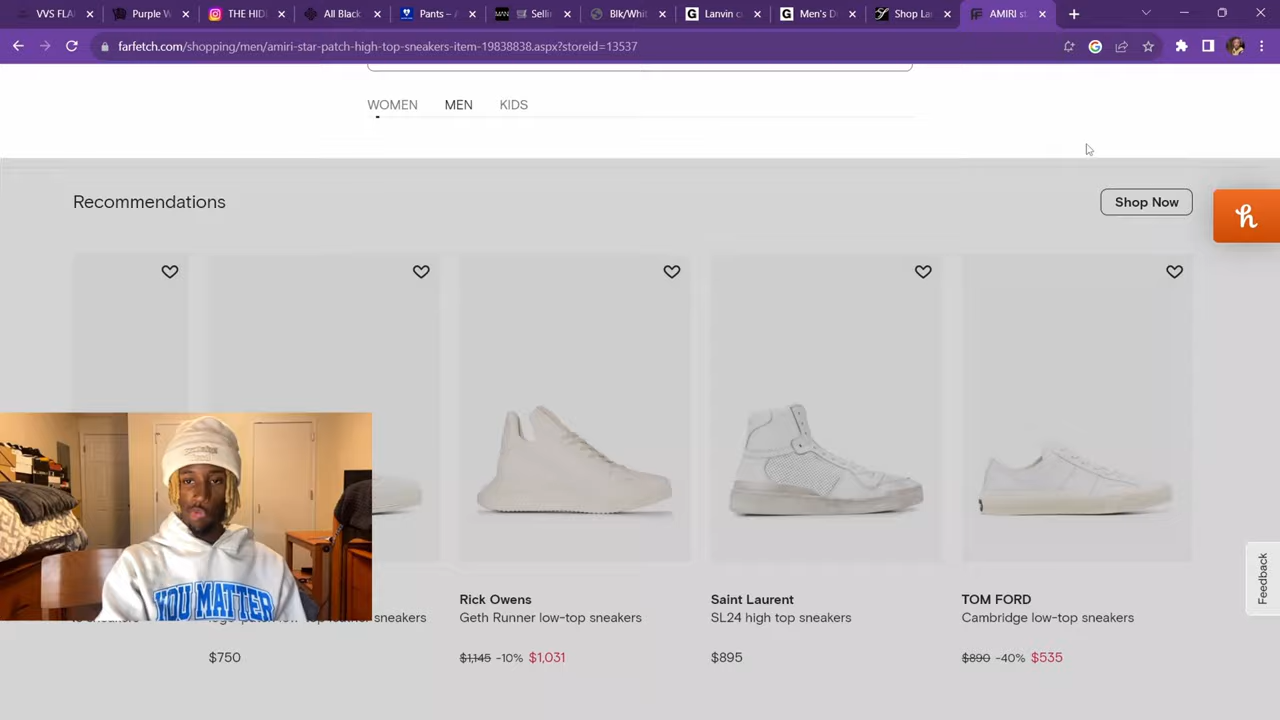 VVS FLA
Purple W
THE HIDI
All Black
Pants – A
Sellin
Blk/Whit
Lanvin c
Men's D
Shop La
AMIRI st
farfetch.com/shopping/men/amiri-star-patch-high-top-sneakers-item-19838838.aspx?storeid=13537
WOMEN MEN KIDS
Recommendations
Shop Now
Rick Owens
Geth Runner low-top sneakers
$1,145 -10% $1,031
Saint Laurent
SL24 high top sneakers
$895
TOM FORD
Cambridge low-top sneakers
$890 -40% $535
sneakers
$750
YOU MATTER
Feedback